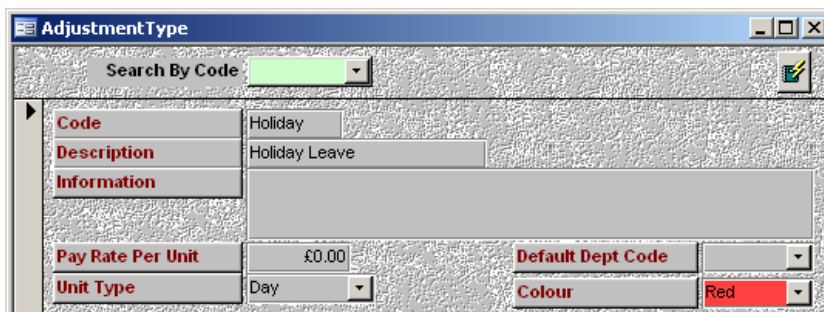 AdjustmentType
Search By Code
Code Holiday
Description Holiday Leave
Information
Pay Rate Per Unit £0.00 Default Dept Code
Unit Type Day Colour Red